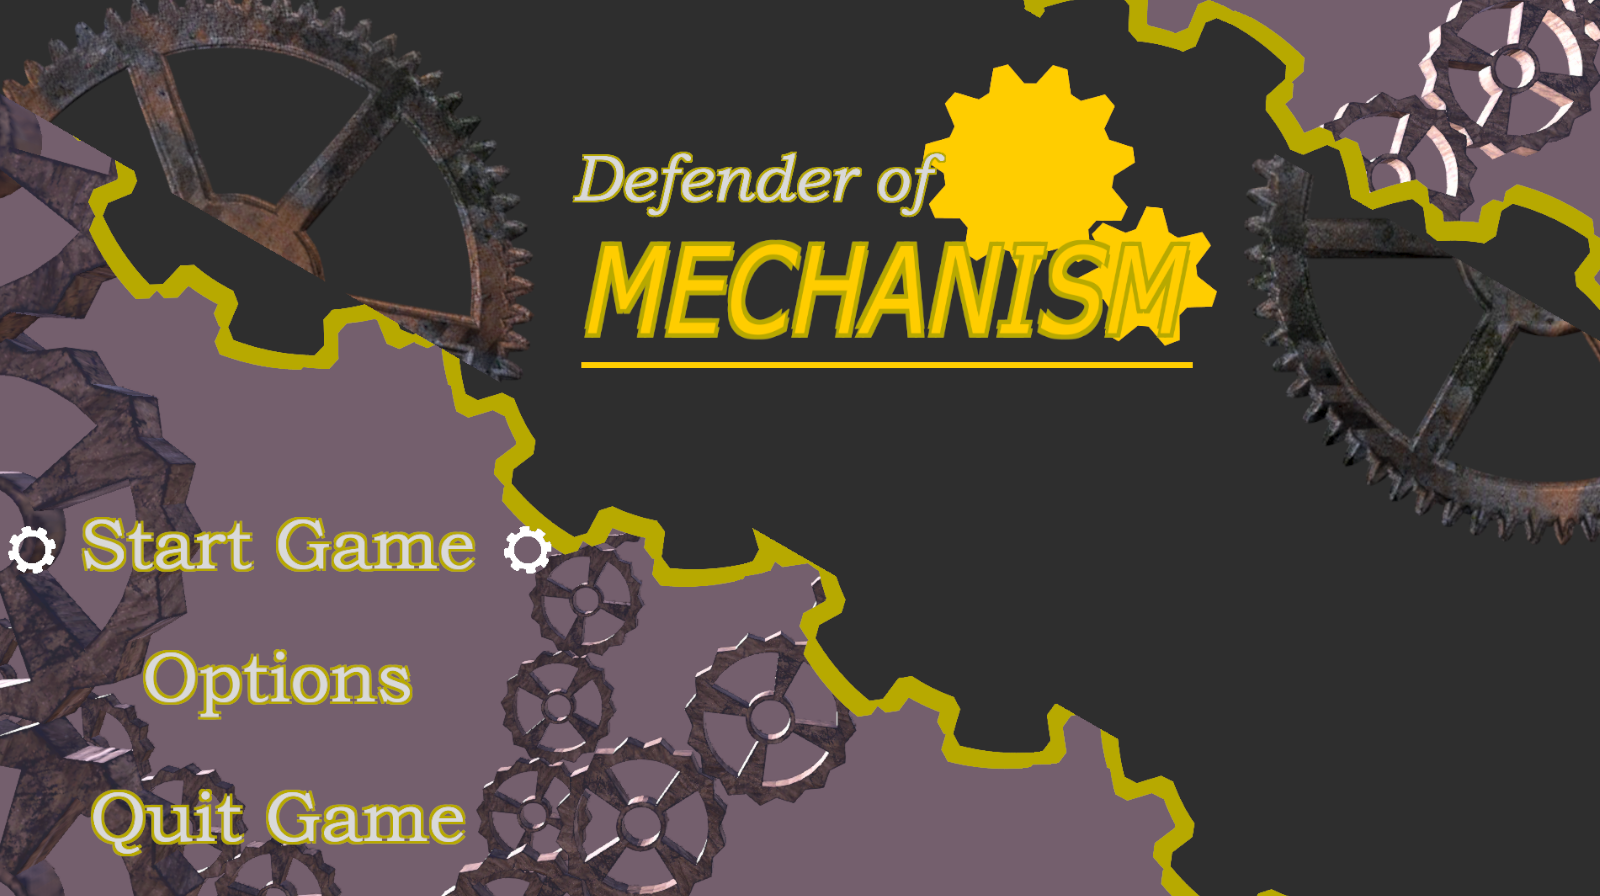 Defender of
MECHANISM
Start Game
Options
Quit Game